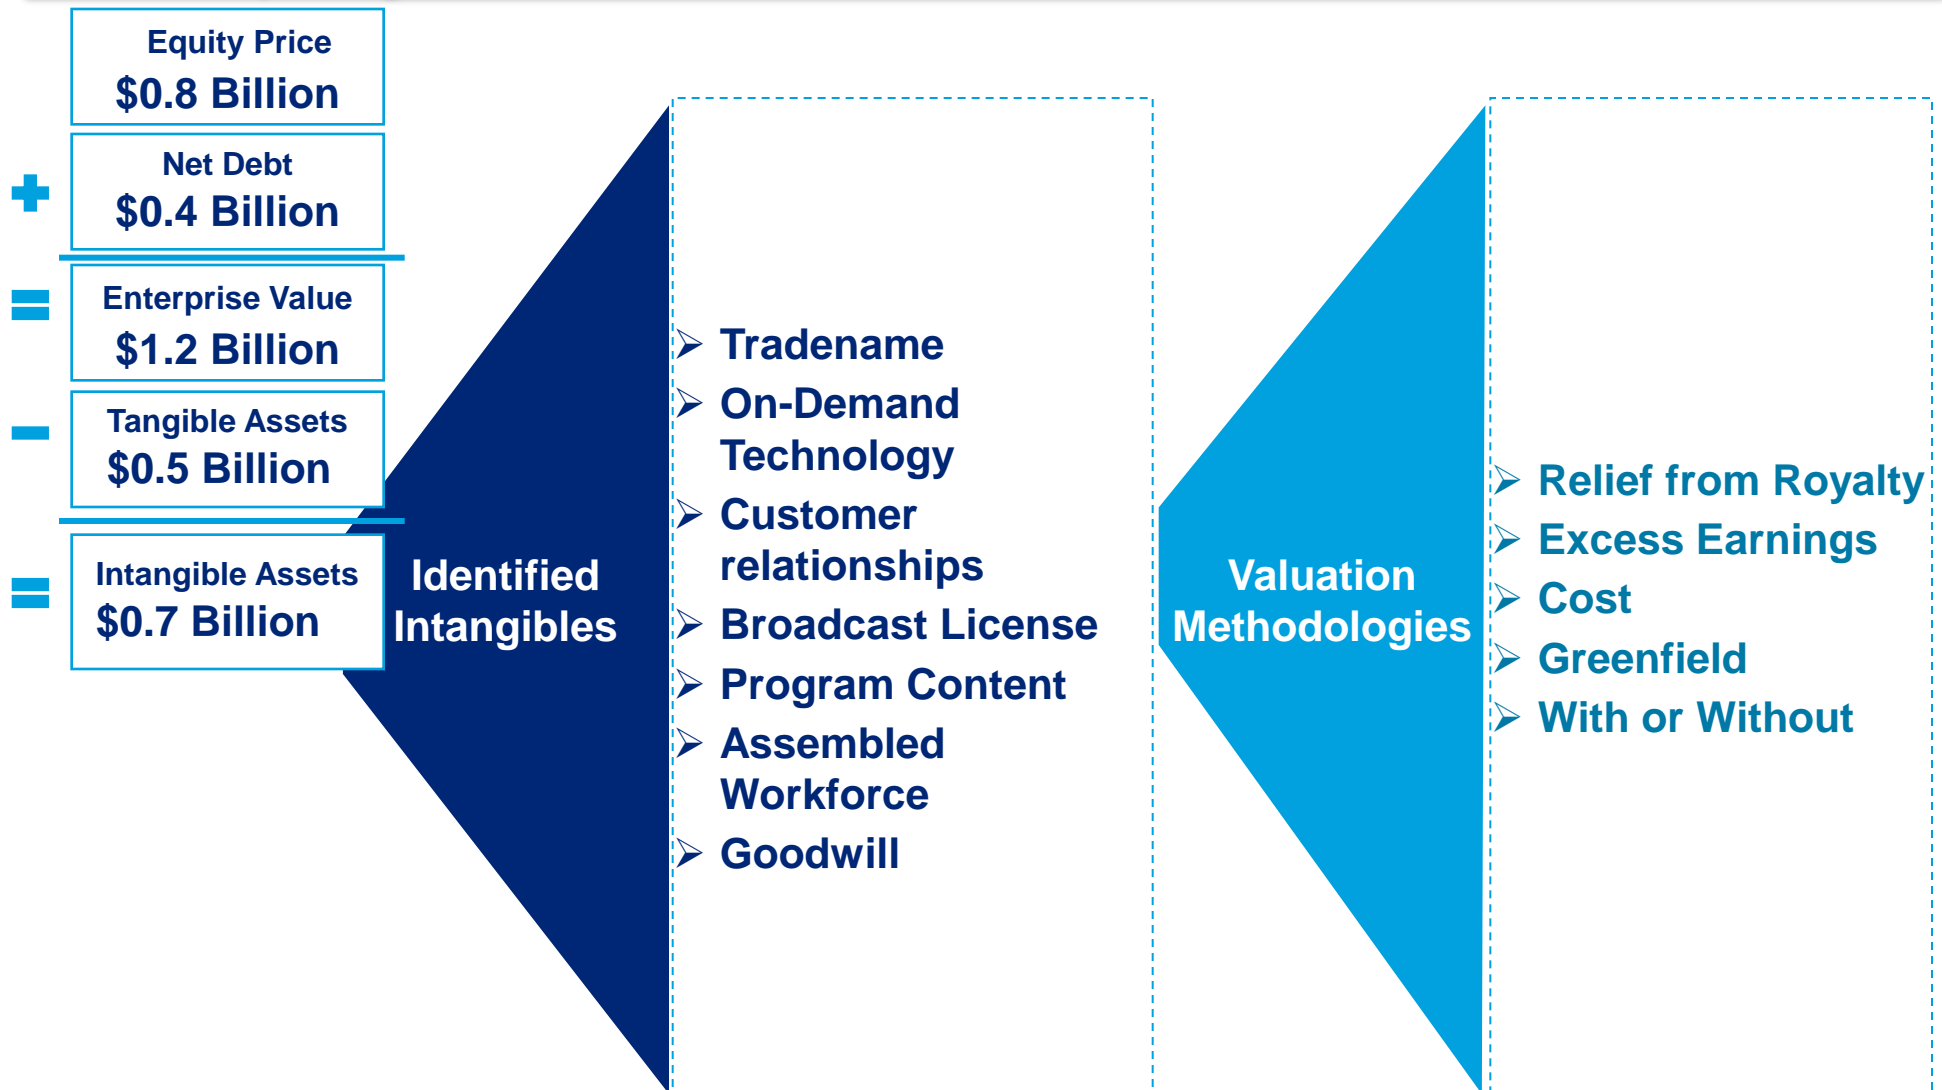 Equity Price
$0.8 Billion
Net Debt
$0.4 Billion
Enterprise Value
$1.2 Billion
Tangible Assets
$0.5 Billion
Intangible Assets
$0.7 Billion
Identified
Intangibles
Tradename
On-Demand
Technology
Customer
relationships
Broadcast License
Program Content
Assembled
Workforce
Goodwill
Valuation
Methodologies
Relief from Royalty
Excess Earnings
Cost
Greenfield
With or Without